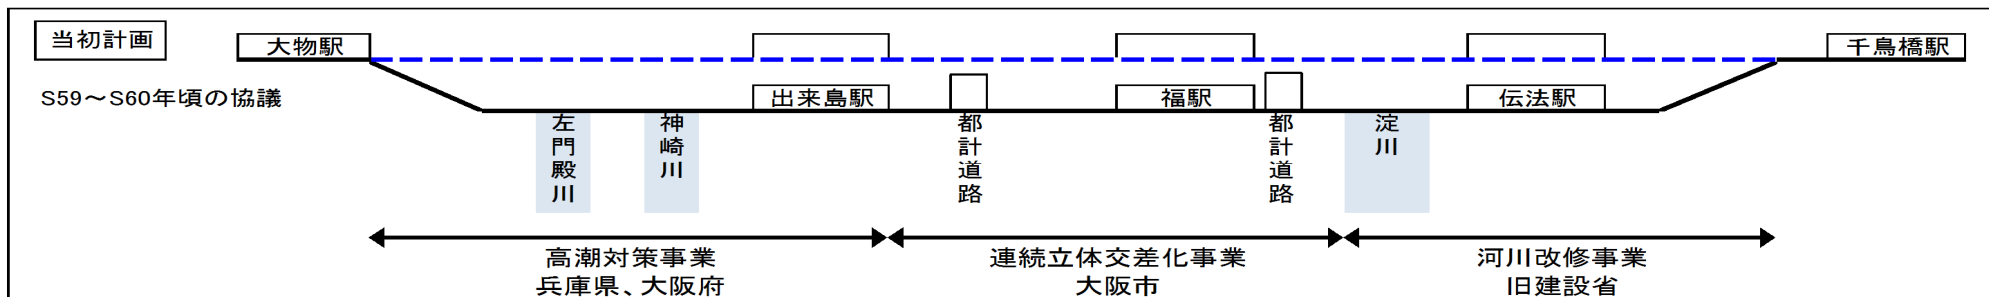 当初計画
S59～S60年頃の協議
大物駅
千鳥橋駅
出来島駅
福駅
伝法駅
左門殿川
神崎川
都計道路
都計道路
淀川
高潮対策事業
兵庫県、大阪府
連続立体交差化事業
大阪市
河川改修事業
旧建設省